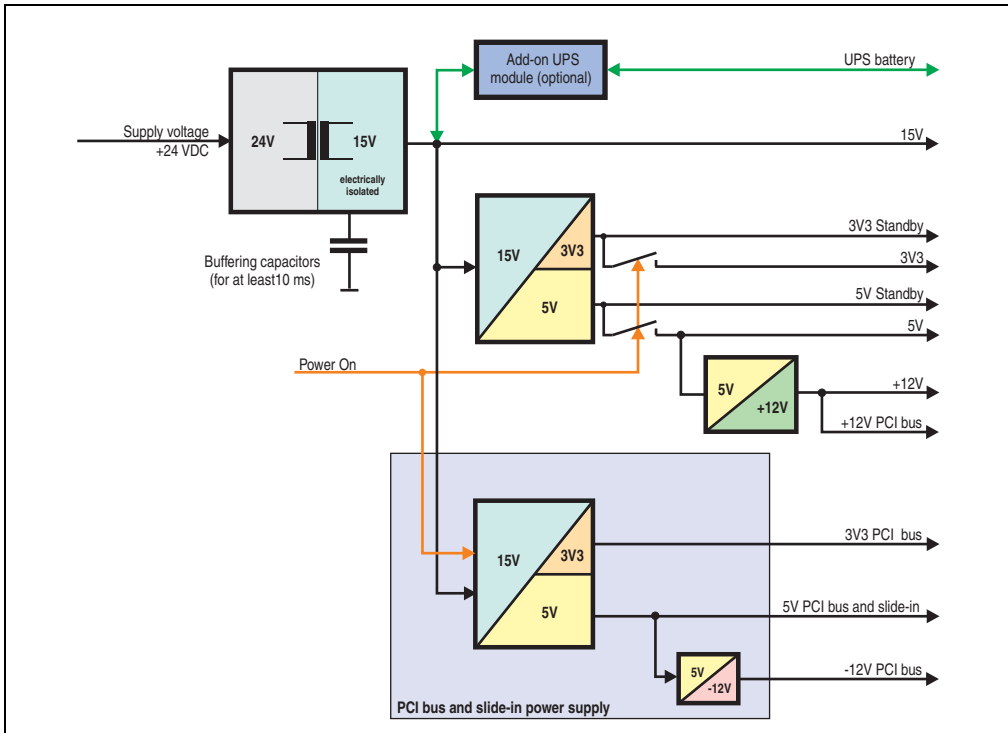 Add-on UPS
module (optional)
UPS battery
Supply voltage
+24 VDC
24V
15V
electrically
isolated
15V
Buffering capacitors
(for at least10 ms)
15V
3V3
5V
3V3 Standby
3V3
5V Standby
5V
Power On
5V
+12V
+12V
+12V PCI bus
15V
3V3
5V
3V3 PCI bus
5V PCI bus and slide-in
5V
-12V
-12V PCI bus
PCI bus and slide-in power supply